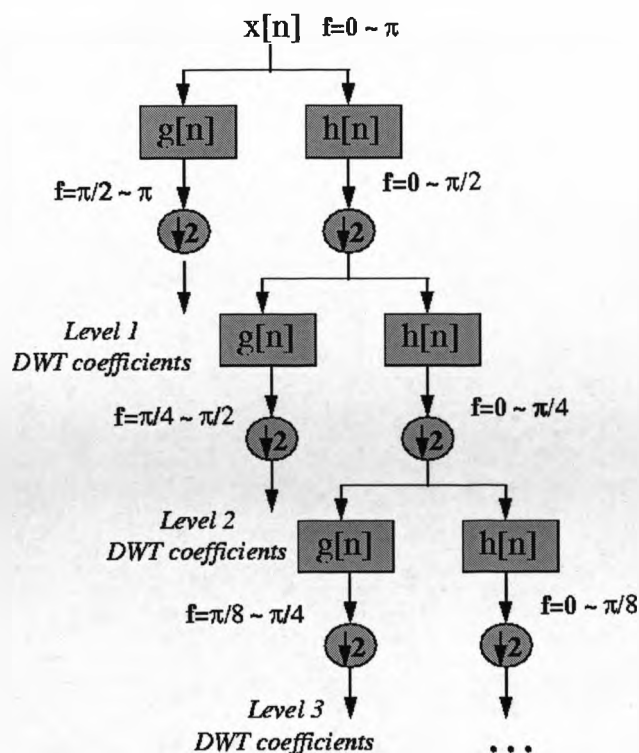 x[n] f=0 ~ π
g[n] h[n]
f=π/2 ~ π f=0 ~ π/2
2 2
Level 1
DWT coefficients
g[n] h[n]
f=π/4 ~ π/2 f=0 ~ π/4
2 2
Level 2
DWT coefficients
g[n] h[n]
f=π/8 ~ π/4 f=0 ~ π/8
2 2
Level 3
DWT coefficients
...